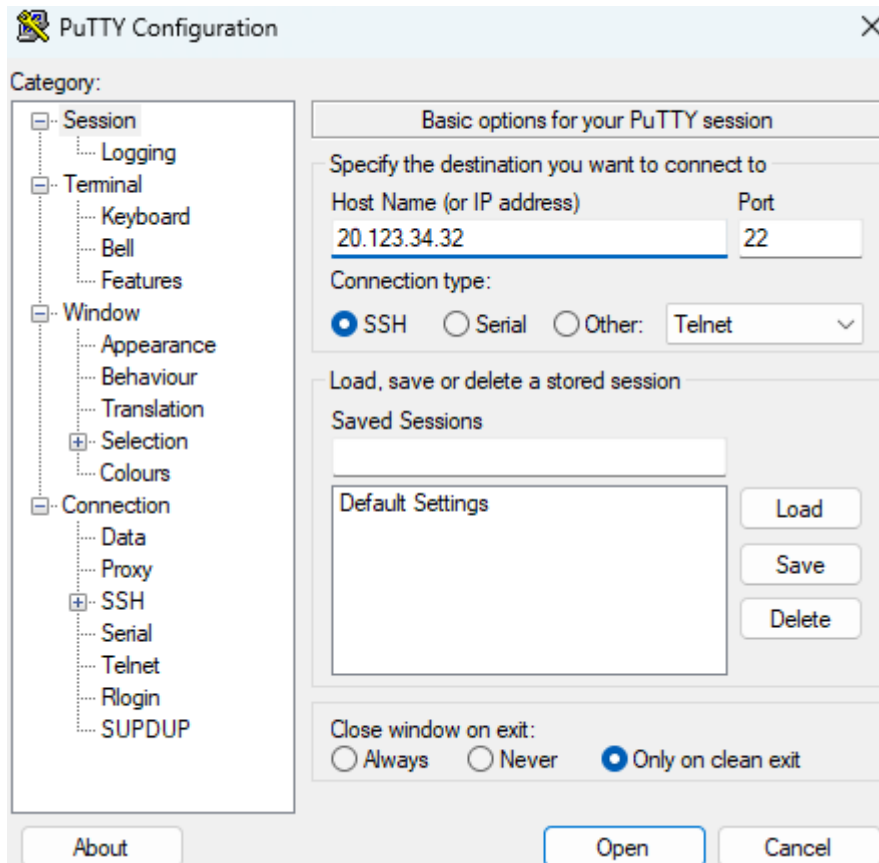 PuTTY Configuration
Category:
Session
Logging
Terminal
Keyboard
Bell
Features
Window
Appearance
Behaviour
Translation
Selection
Colours
Connection
Data
Proxy
SSH
Serial
Telnet
Rlogin
SUPDUP
Basic options for your PuTTY session
Specify the destination you want to connect to
Host Name (or IP address) Port
20.123.34.32 22
Connection type:
SSH Serial Other: Telnet
Load, save or delete a stored session
Saved Sessions
Default Settings
Load
Save
Delete
Close window on exit:
Always Never Only on clean exit
About Open Cancel